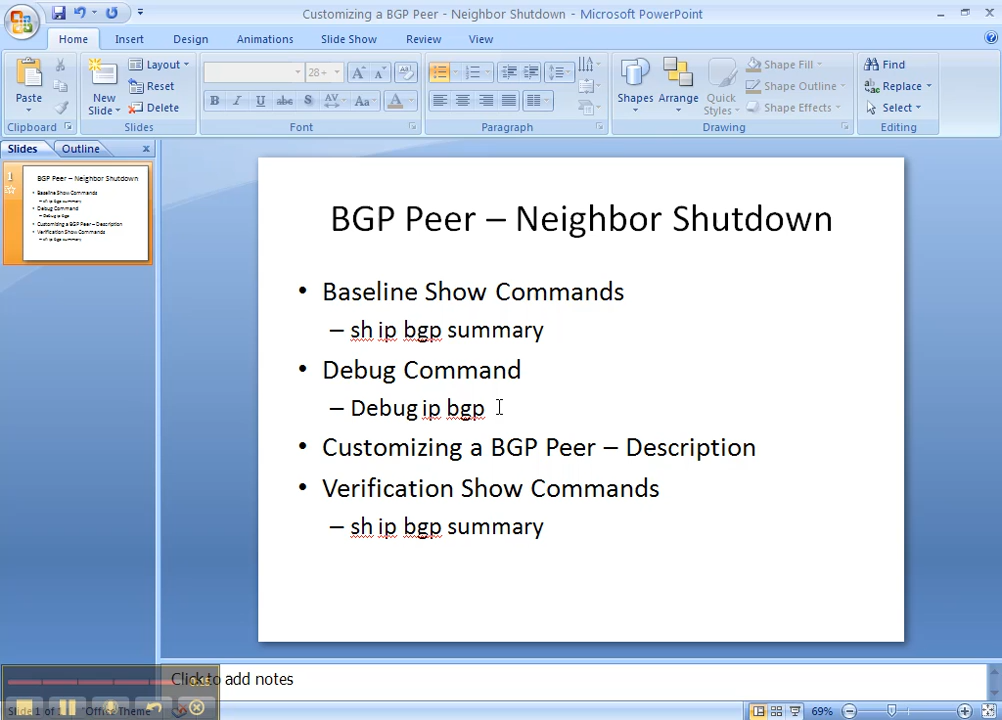 Customizing a BGP Peer - Neighbor Shutdown - Microsoft PowerPoint
Home Insert Design Animations Slide Show Review View
Paste
Clipboard
New Slide
Layout
Reset
Delete
Slides
28+
B I U abc S AV Aa A
Font
Paragraph
Shapes
Arrange
Quick Styles
Shape Fill
Shape Outline
Shape Effects
Drawing
Find
Replace
Select
Editing
Slides Outline
1
BGP Peer – Neighbor Shutdown
Baseline Show Commands
– sh ip bgp summary
Debug Command
– Debug ip bgp
Customizing a BGP Peer – Description
Verification Show Commands
– sh ip bgp summary
BGP Peer – Neighbor Shutdown
• Baseline Show Commands
– sh ip bgp summary
• Debug Command
– Debug ip bgp
• Customizing a BGP Peer – Description
• Verification Show Commands
– sh ip bgp summary
Click to add notes
Slide 1 of 1 "Office Theme"
69%